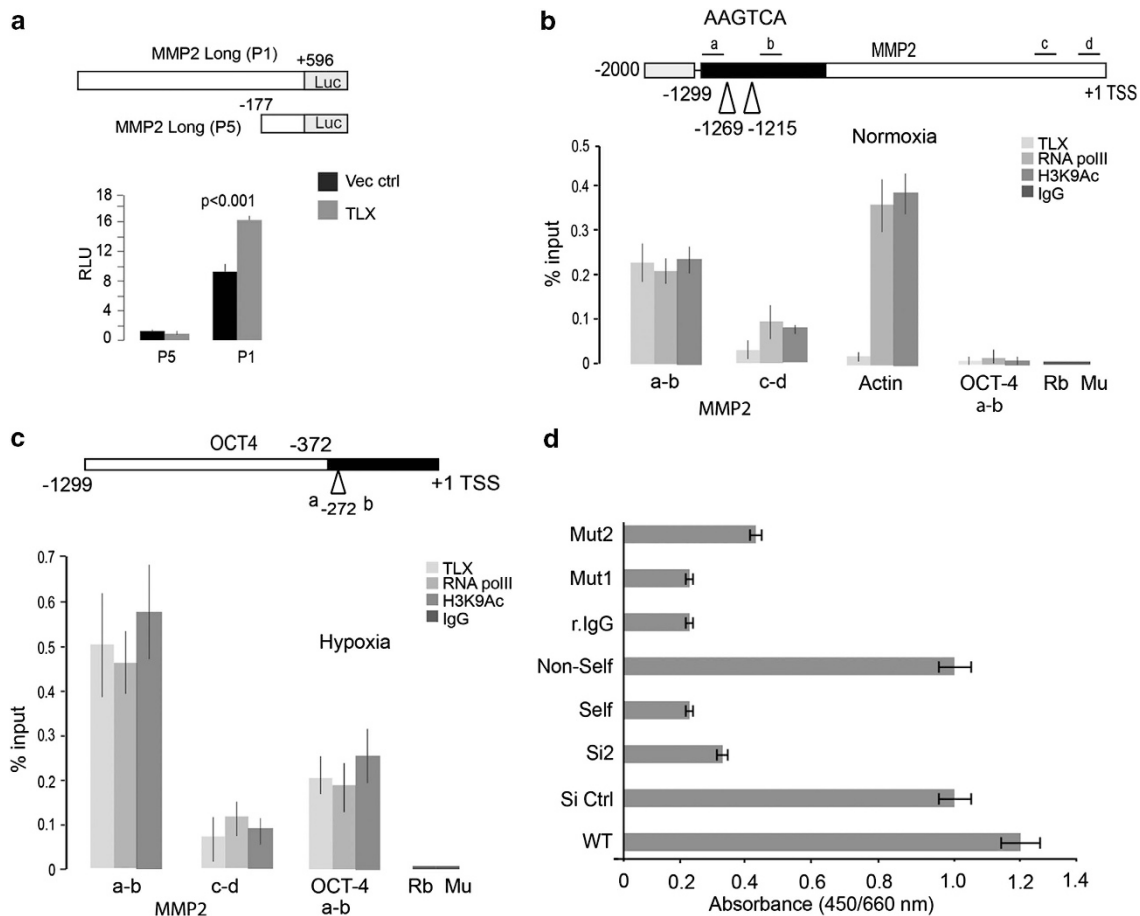 a
MMP2 Long (P1)
+596
Luc
-177
MMP2 Long (P5)
Luc
Vec ctrl
TLX
p<0.001
RLU
18
16
12
8
4
0
P5
P1
b
AAGTCA
a
b
MMP2
c
d
-2000
-1299
+1 TSS
-1269
-1215
Normoxia
TLX
RNA polII
H3K9Ac
IgG
% input
0.5
0.4
0.3
0.2
0.1
0
a-b
c-d
Actin
OCT-4
a-b
Rb Mu
MMP2
c
OCT4
-372
-1299
+1 TSS
a
-272
b
TLX
RNA polII
H3K9Ac
IgG
Hypoxia
% input
0.7
0.6
0.5
0.4
0.3
0.2
0.1
0
a-b
c-d
OCT-4
a-b
Rb Mu
MMP2
d
Mut2
Mut1
r.IgG
Non-Self
Self
Si2
Si Ctrl
WT
0 0.2 0.4 0.6 0.8 1.0 1.2 1.4
Absorbance (450/660 nm)